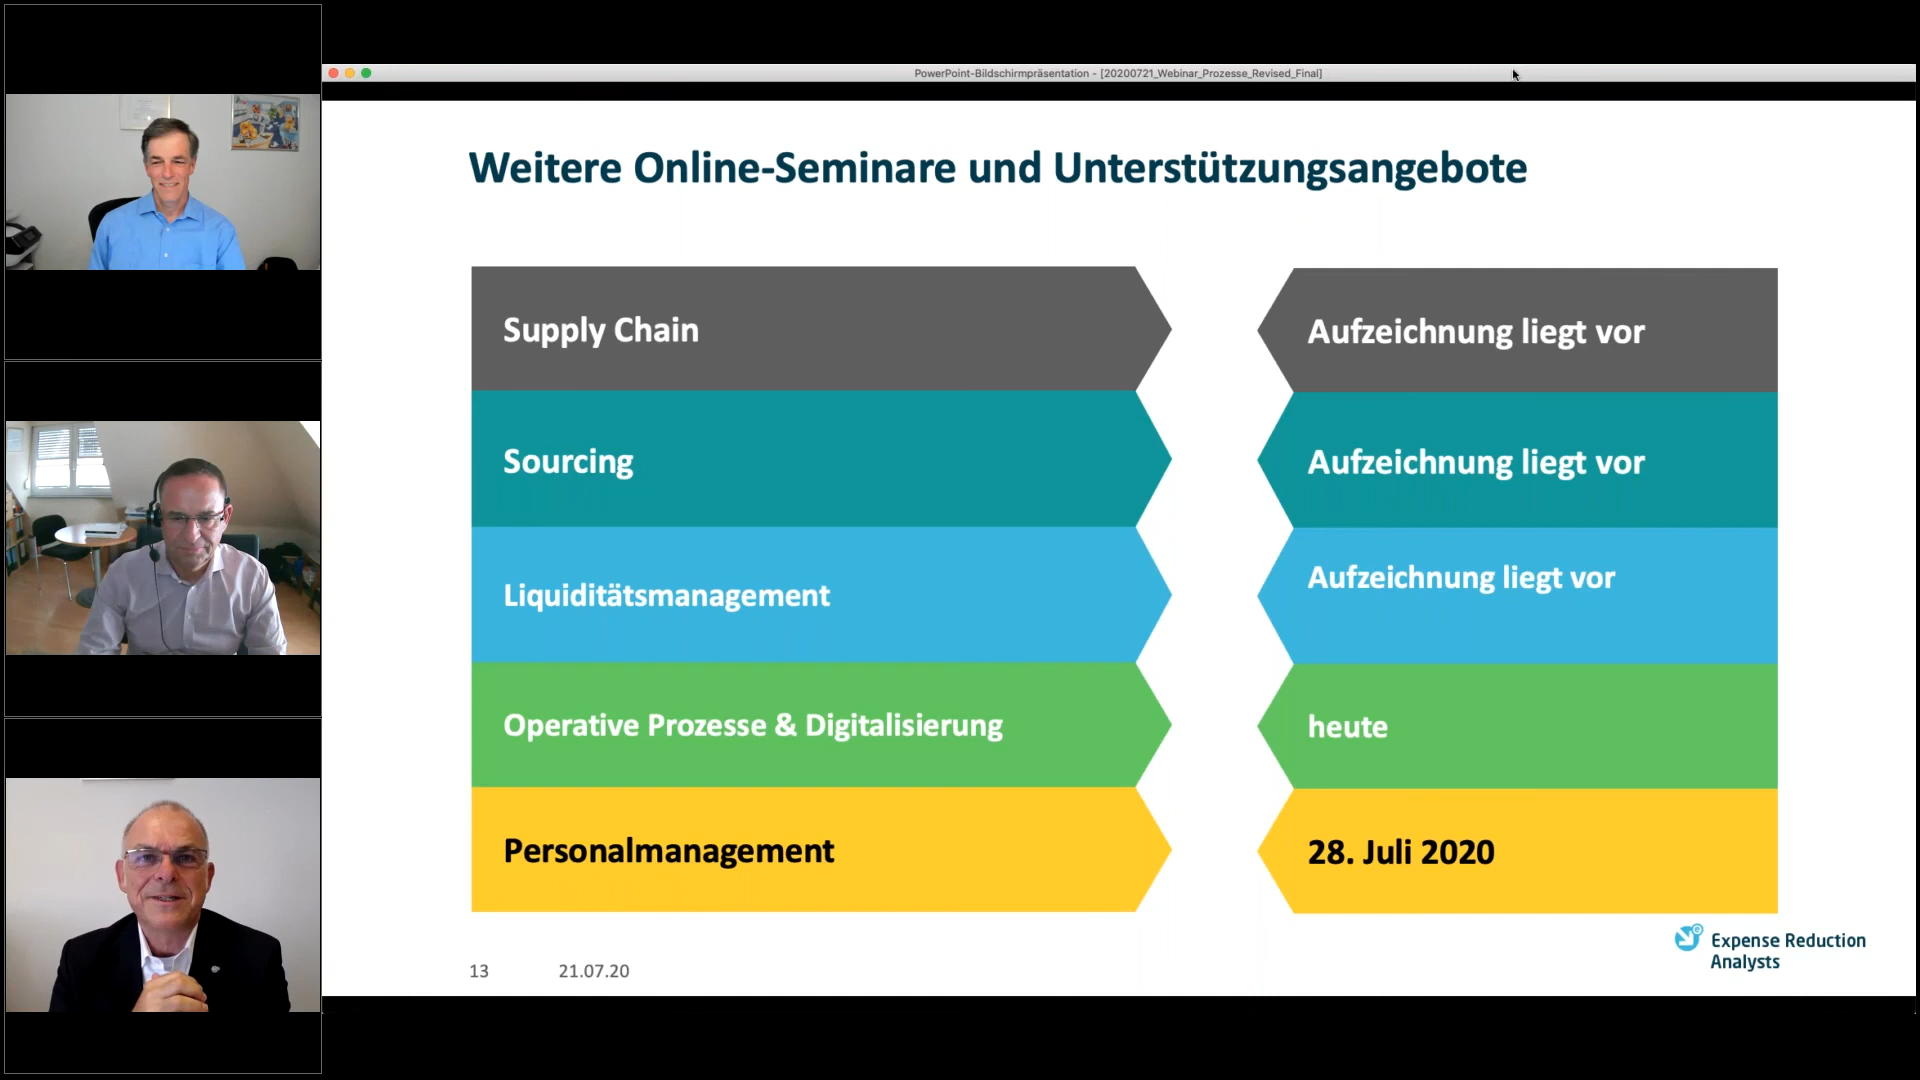 PowerPoint-Bildschirmpräsentation - [20200721_Webinar_Prozesse_Revised_Final]
Weitere Online-Seminare und Unterstützungsangebote
Supply Chain
Aufzeichnung liegt vor
Sourcing
Aufzeichnung liegt vor
Liquiditätsmanagement
Aufzeichnung liegt vor
Operative Prozesse & Digitalisierung
heute
Personalmanagement
28. Juli 2020
Expense Reduction
Analysts
13
21.07.20